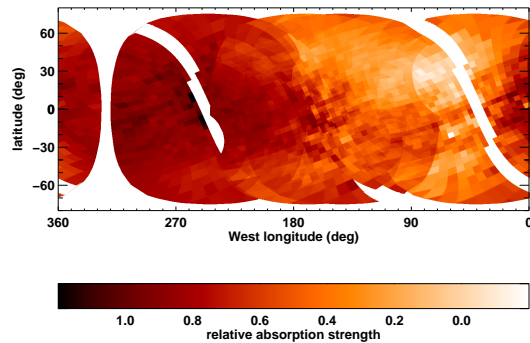 60
30
0
−30
−60
latitude (deg)
360 270 180 90 0
West longitude (deg)
1.0 0.8 0.6 0.4 0.2 0.0
relative absorption strength